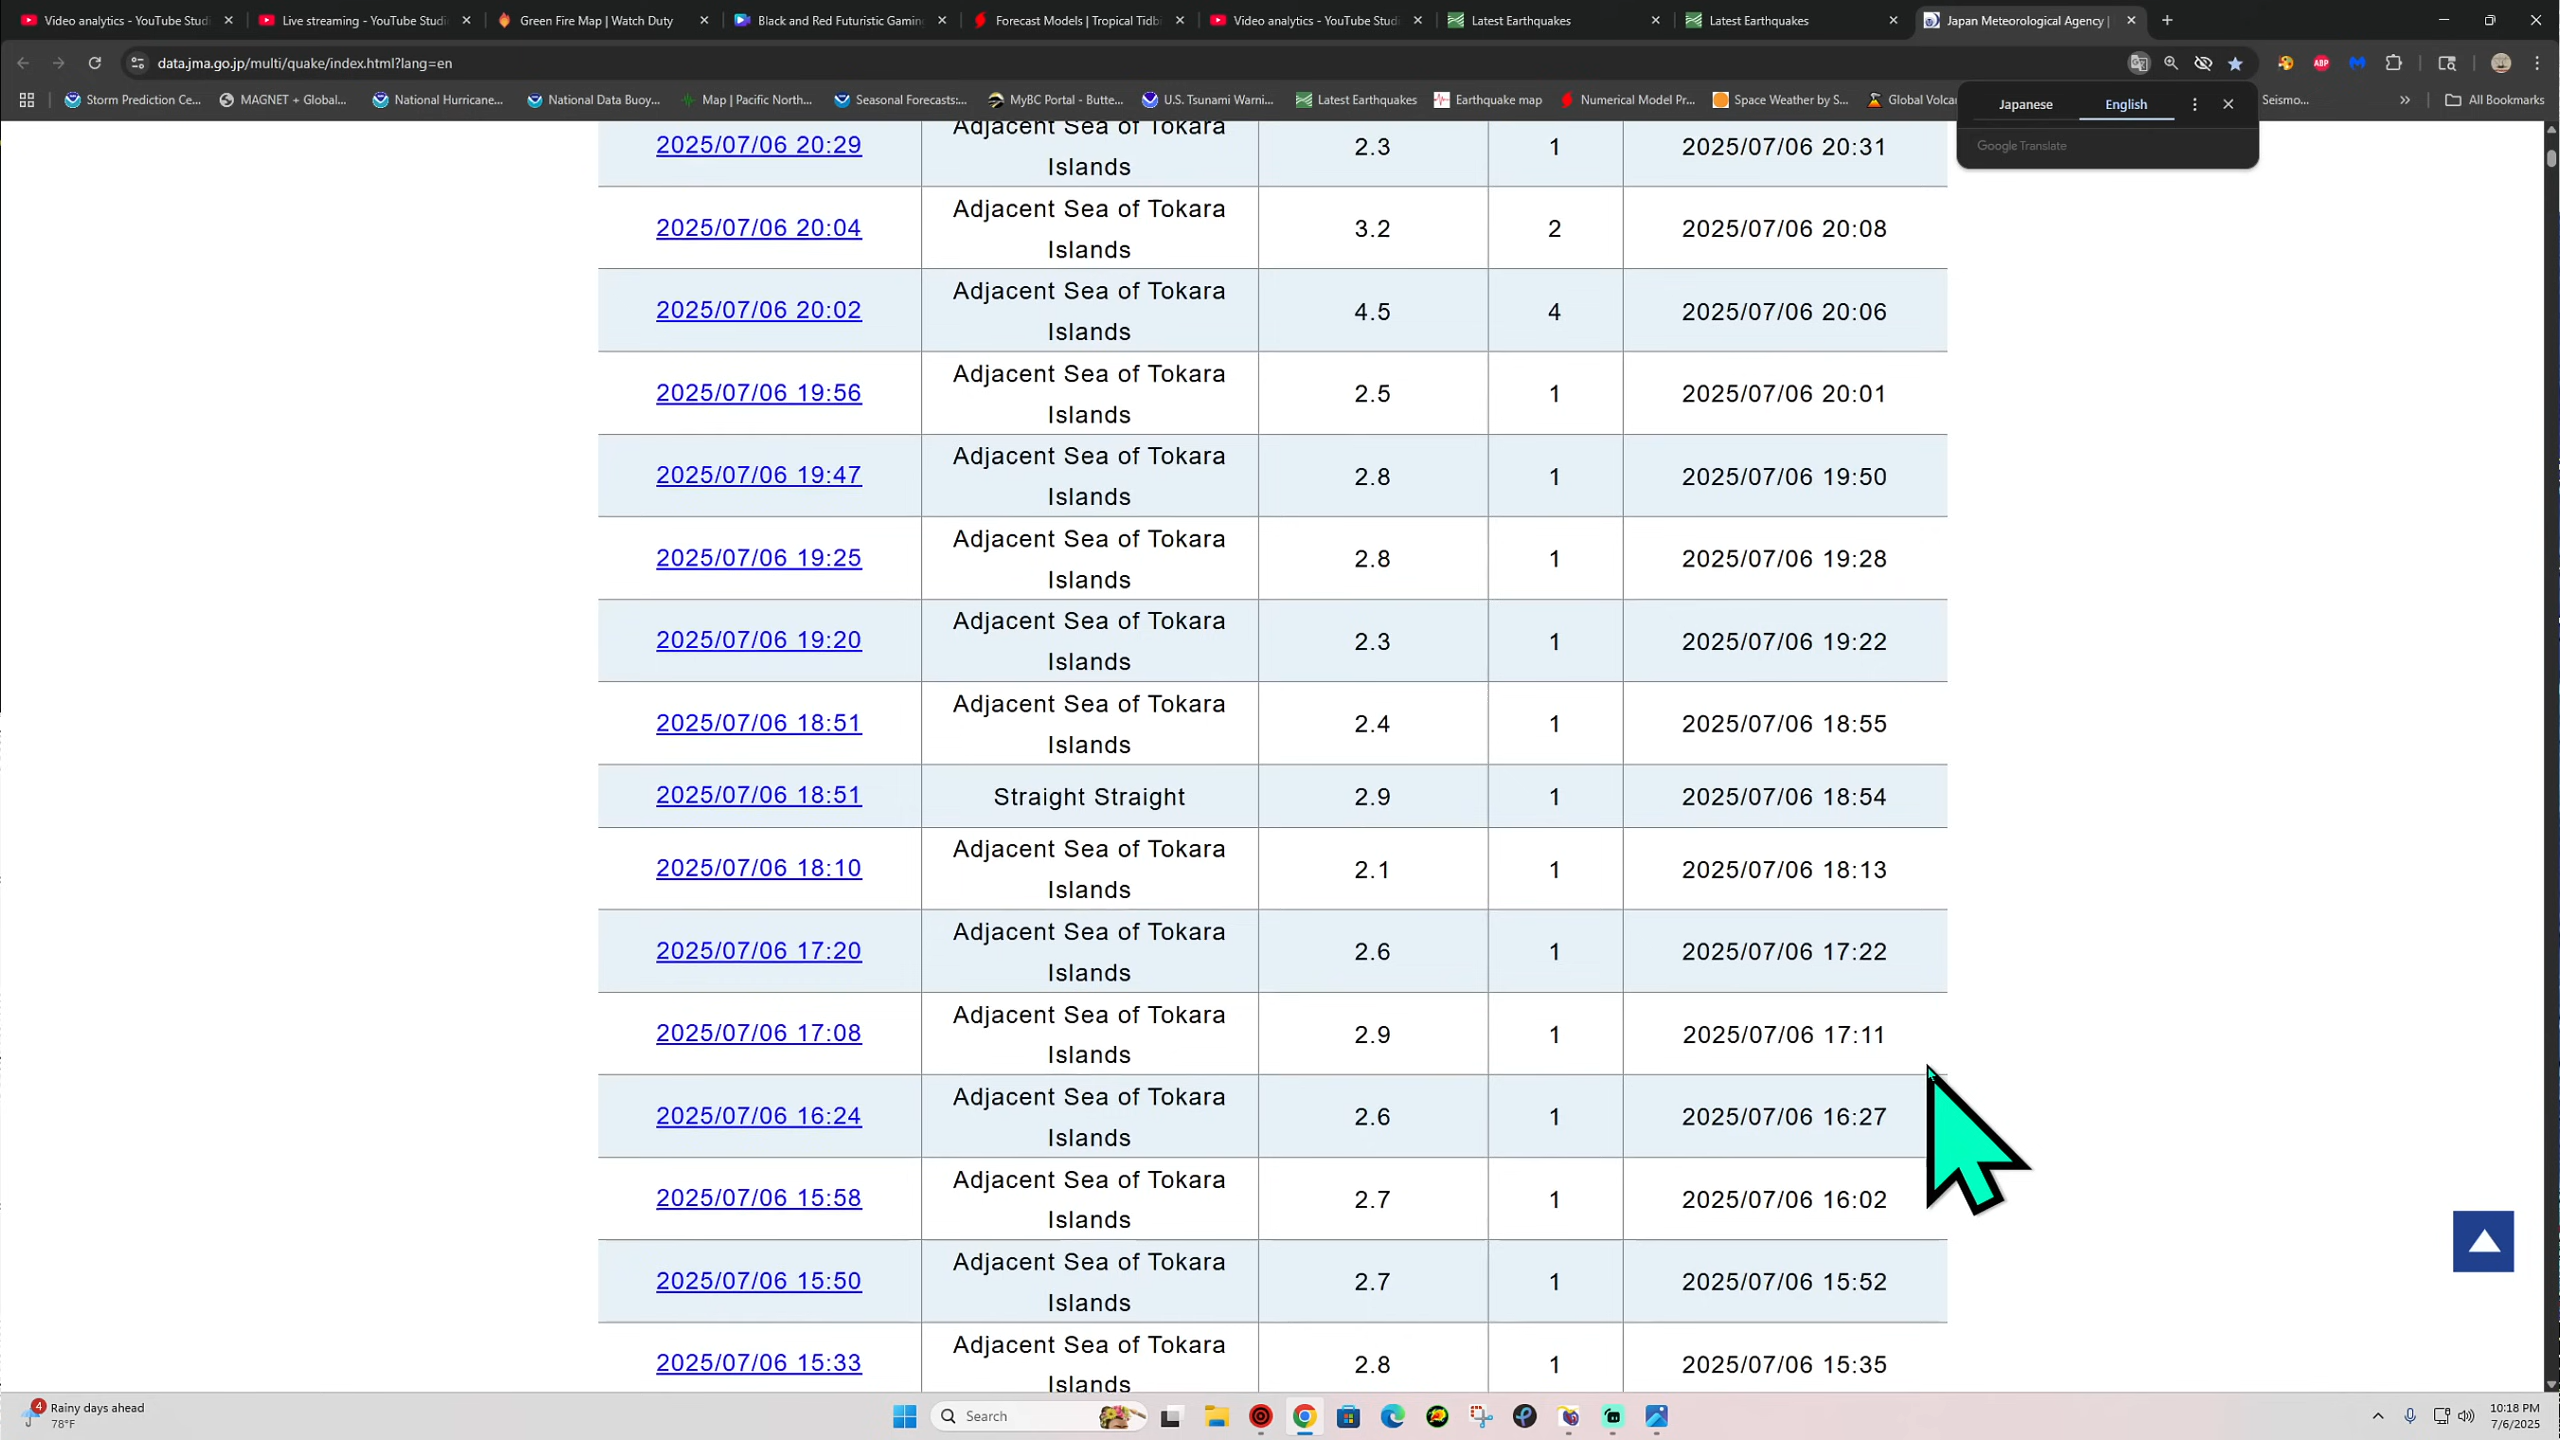 Video analytics - YouTube Studi
Live streaming - YouTube Studi
Green Fire Map | Watch Duty
Black and Red Futuristic Gamin
Forecast Models | Tropical Tidb
Video analytics - YouTube Studi
Latest Earthquakes
Latest Earthquakes
Japan Meteorological Agency |
data.jma.go.jp/multi/quake/index.html?lang=en
ABP
Storm Prediction Ce...
MAGNET + Global...
National Hurricane...
National Data Buoy...
Map | Pacific North...
Seasonal Forecasts:...
MyBC Portal - Butte...
U.S. Tsunami Warni...
Latest Earthquakes
Earthquake map
Numerical Model Pr...
Space Weather by S...
Global Volca
Seismo...
All Bookmarks
Japanese
English
Google Translate
2025/07/06 20:29 Adjacent Sea of Tokara Islands 2.3 1 2025/07/06 20:31
2025/07/06 20:04 Adjacent Sea of Tokara Islands 3.2 2 2025/07/06 20:08
2025/07/06 20:02 Adjacent Sea of Tokara Islands 4.5 4 2025/07/06 20:06
2025/07/06 19:56 Adjacent Sea of Tokara Islands 2.5 1 2025/07/06 20:01
2025/07/06 19:47 Adjacent Sea of Tokara Islands 2.8 1 2025/07/06 19:50
2025/07/06 19:25 Adjacent Sea of Tokara Islands 2.8 1 2025/07/06 19:28
2025/07/06 19:20 Adjacent Sea of Tokara Islands 2.3 1 2025/07/06 19:22
2025/07/06 18:51 Adjacent Sea of Tokara Islands 2.4 1 2025/07/06 18:55
2025/07/06 18:51 Straight Straight 2.9 1 2025/07/06 18:54
2025/07/06 18:10 Adjacent Sea of Tokara Islands 2.1 1 2025/07/06 18:13
2025/07/06 17:20 Adjacent Sea of Tokara Islands 2.6 1 2025/07/06 17:22
2025/07/06 17:08 Adjacent Sea of Tokara Islands 2.9 1 2025/07/06 17:11
2025/07/06 16:24 Adjacent Sea of Tokara Islands 2.6 1 2025/07/06 16:27
2025/07/06 15:58 Adjacent Sea of Tokara Islands 2.7 1 2025/07/06 16:02
2025/07/06 15:50 Adjacent Sea of Tokara Islands 2.7 1 2025/07/06 15:52
2025/07/06 15:33 Adjacent Sea of Tokara Islands 2.8 1 2025/07/06 15:35
4
Rainy days ahead
78°F
Search
10:18 PM
7/6/2025